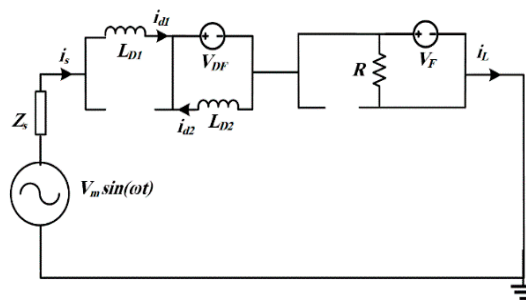 i_d1
L_D1
+
V_DF
i_s
R
+
V_F
i_L
i_d2
L_D2
Z_s
V_m sin(ωt)